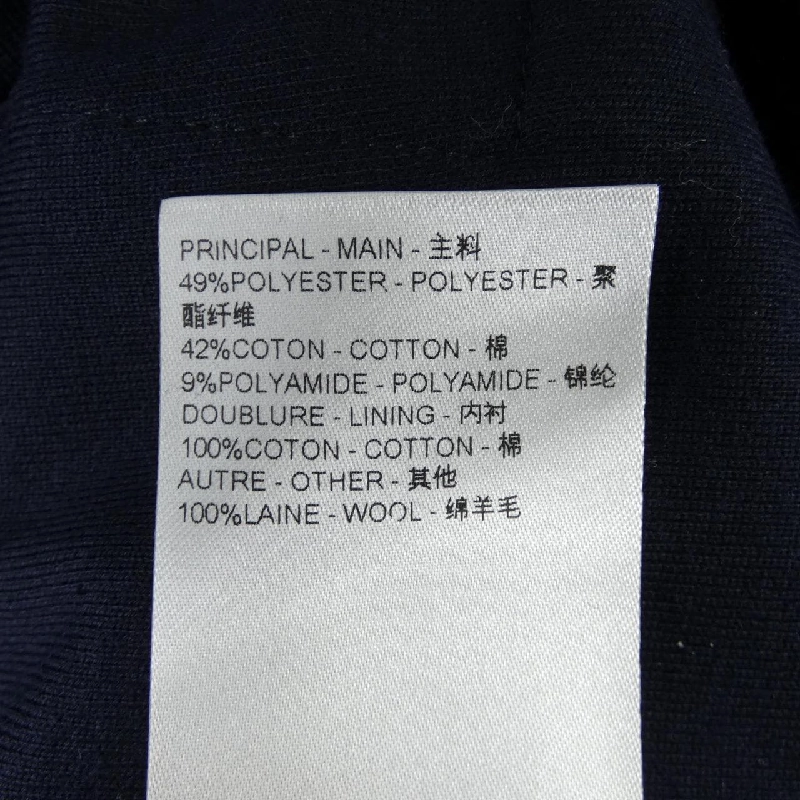 PRINCIPAL - MAIN - 主料
49%POLYESTER - POLYESTER - 聚
酯纤维
42%COTON - COTTON - 棉
9%POLYAMIDE - POLYAMIDE - 锦纶
DOUBLURE - LINING - 内衬
100%COTON - COTTON - 棉
AUTRE - OTHER - 其他
100%LAINE - WOOL - 绵羊毛